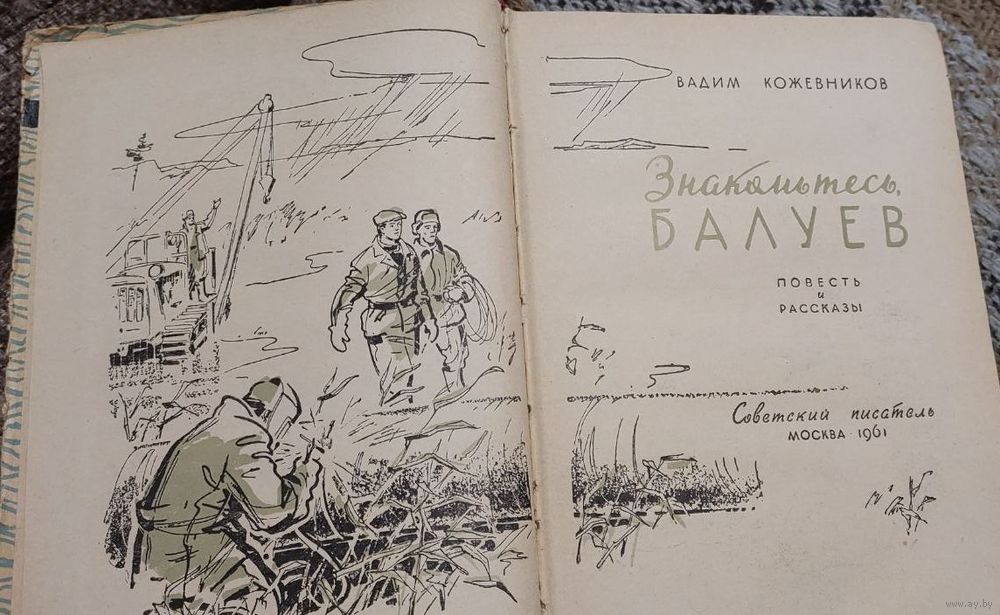 ВАДИМ КОЖЕВНИКОВ
Знакомьтесь,
БАЛУЕВ
ПОВЕСТЬ
и
РАССКАЗЫ
Советский писатель
МОСКВА · 1961
www.ay.by